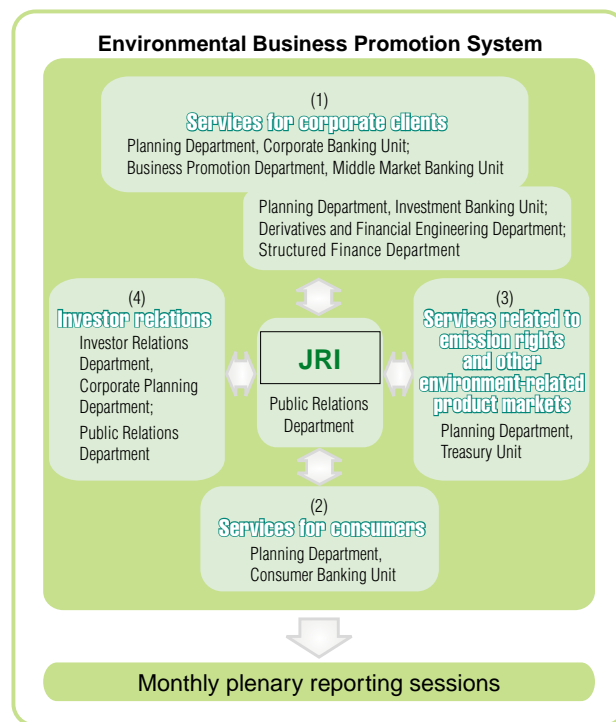 Environmental Business Promotion System
(1)
Services for corporate clients
Planning Department, Corporate Banking Unit;
Business Promotion Department, Middle Market Banking Unit
Planning Department, Investment Banking Unit;
Derivatives and Financial Engineering Department;
Structured Finance Department
(4)
Investor relations
Investor Relations
Department,
Corporate Planning
Department;
Public Relations
Department
JRI
Public Relations
Department
(3)
Services related to
emission rights
and other
environment-related
product markets
Planning Department,
Treasury Unit
(2)
Services for consumers
Planning Department,
Consumer Banking Unit
Monthly plenary reporting sessions